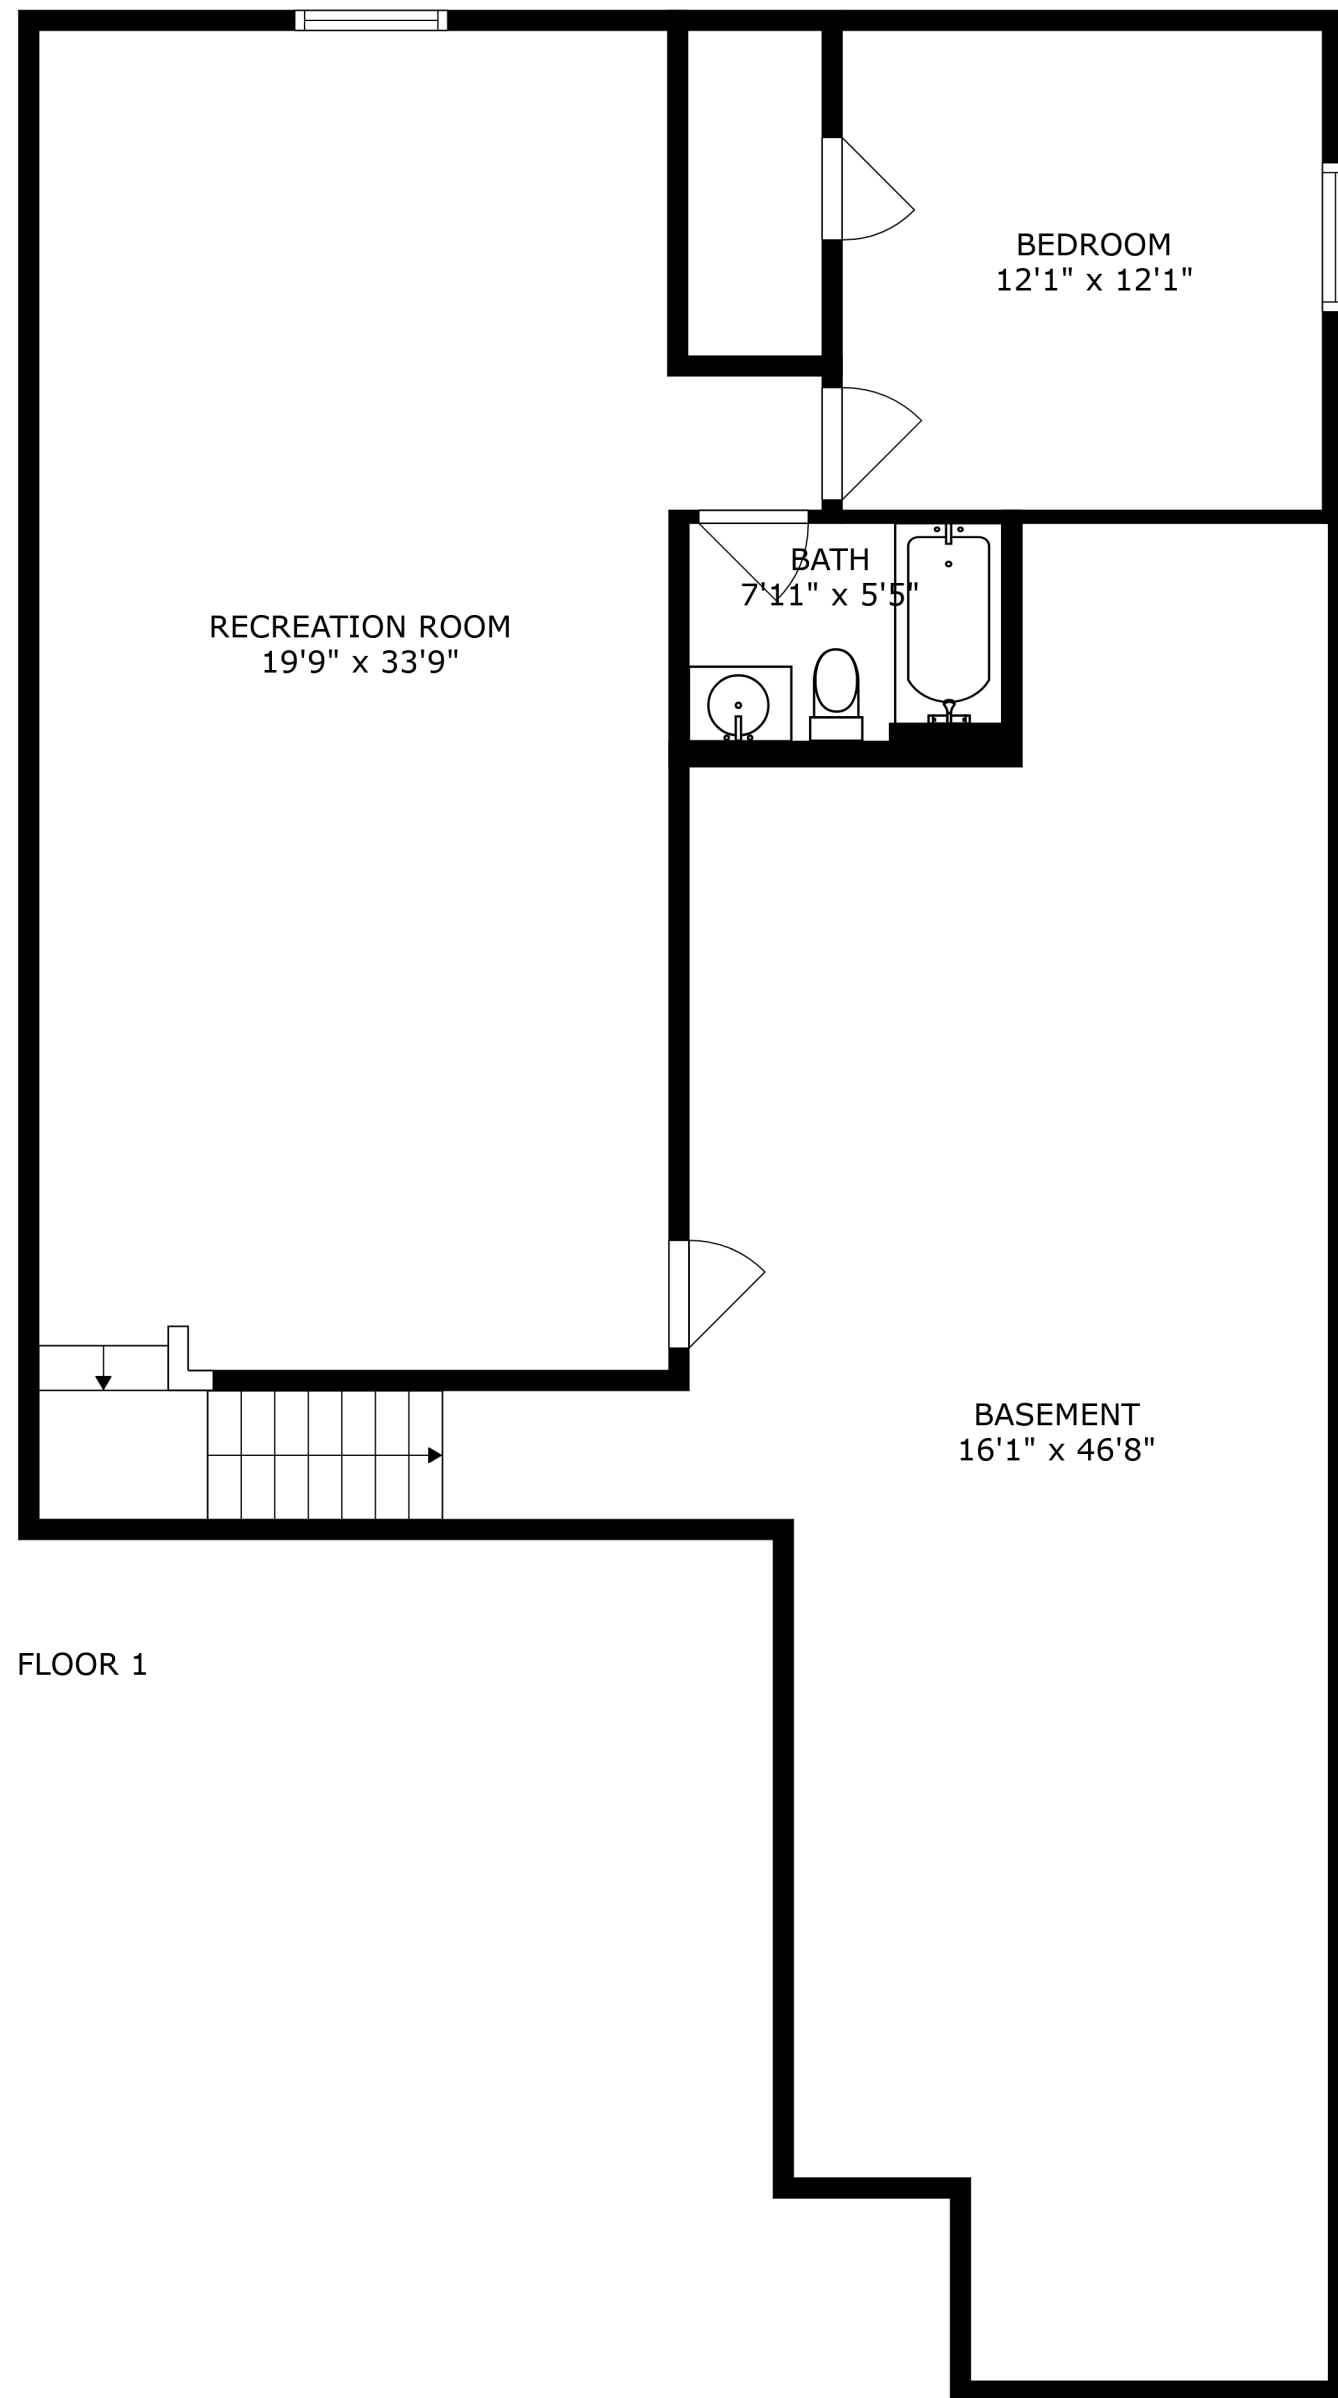 BEDROOM
12'1" x 12'1"
BATH
7'11" x 5'5"
RECREATION ROOM
19'9" x 33'9"
BASEMENT
16'1" x 46'8"
FLOOR 1